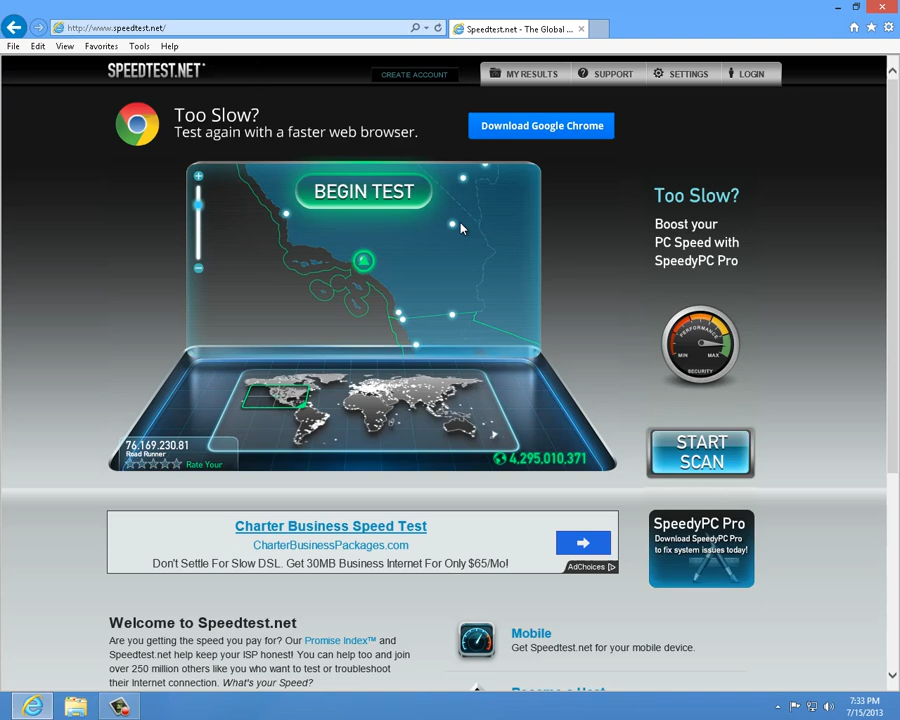 http://www.speedtest.net/
Speedtest.net - The Global ...
File Edit View Favorites Tools Help
SPEEDTEST.NET
CREATE ACCOUNT
MY RESULTS
SUPPORT
SETTINGS
LOGIN
Too Slow?
Test again with a faster web browser.
Download Google Chrome
BEGIN TEST
Too Slow?
Boost your
PC Speed with
SpeedyPC Pro
PERFORMANCE
MIN MAX
SECURITY
76.169.230.81
Road Runner
Rate Your
4,295,010,371
START
SCAN
Charter Business Speed Test
CharterBusinessPackages.com
Don't Settle For Slow DSL. Get 30MB Business Internet For Only $65/Mo!
AdChoices
SpeedyPC Pro
Download SpeedyPC Pro
to fix system issues today!
Welcome to Speedtest.net
Are you getting the speed you pay for? Our Promise Index™ and
Speedtest.net help keep your ISP honest! You can help too and join
over 250 million others like you who want to test or troubleshoot
their Internet connection. What's your Speed?
Mobile
Get Speedtest.net for your mobile device.
Become a Host
7:33 PM
7/15/2013